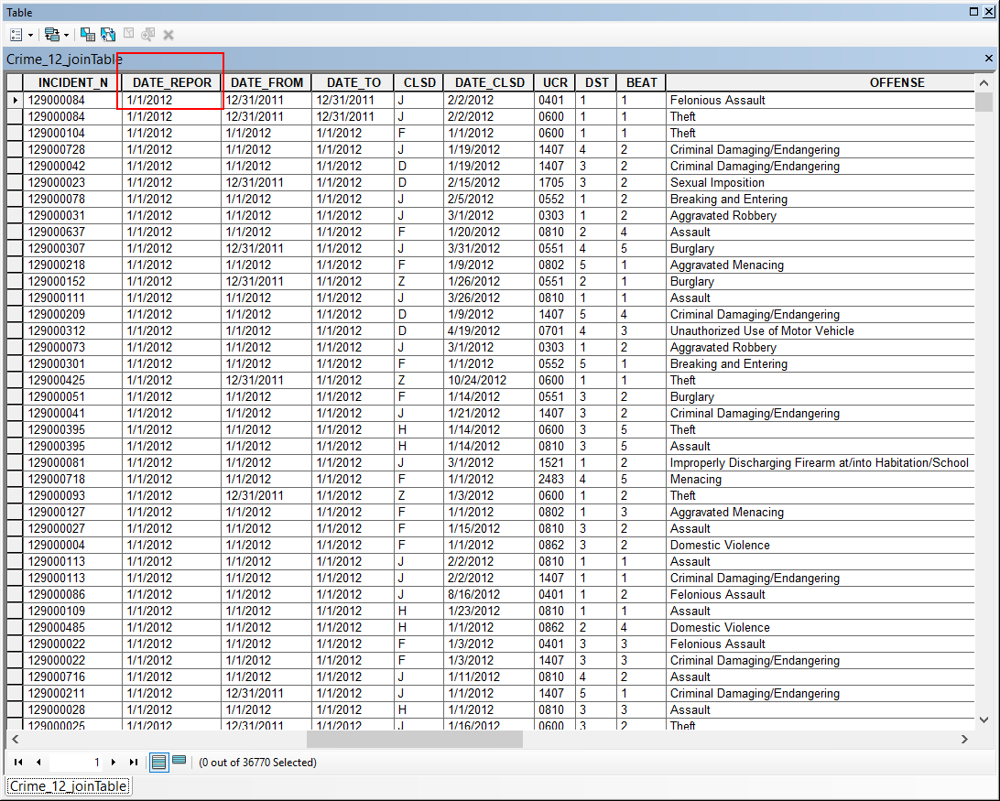 Table
Crime_12_joinTable
INCIDENT_N DATE_REPOR DATE_FROM DATE_TO CLSD DATE_CLSD UCR DST BEAT OFFENSE
129000084 1/1/2012 12/31/2011 12/31/2011 J 2/2/2012 0401 1 1 Felonious Assault
129000084 1/1/2012 12/31/2011 12/31/2011 J 2/2/2012 0600 1 1 Theft
129000104 1/1/2012 1/1/2012 1/1/2012 F 1/1/2012 0600 1 1 Theft
129000728 1/1/2012 1/1/2012 1/1/2012 J 1/19/2012 1407 4 2 Criminal Damaging/Endangering
129000042 1/1/2012 1/1/2012 1/1/2012 D 1/19/2012 1407 3 2 Criminal Damaging/Endangering
129000023 1/1/2012 12/31/2011 1/1/2012 D 2/15/2012 1705 3 2 Sexual Imposition
129000078 1/1/2012 1/1/2012 1/1/2012 J 2/5/2012 0552 1 2 Breaking and Entering
129000031 1/1/2012 1/1/2012 1/1/2012 J 3/1/2012 0303 1 2 Aggravated Robbery
129000637 1/1/2012 1/1/2012 1/1/2012 F 1/20/2012 0810 2 4 Assault
129000307 1/1/2012 12/31/2011 1/1/2012 J 3/31/2012 0551 4 5 Burglary
129000218 1/1/2012 1/1/2012 1/1/2012 F 1/9/2012 0802 5 1 Aggravated Menacing
129000152 1/1/2012 12/31/2011 1/1/2012 Z 1/26/2012 0551 2 1 Burglary
129000111 1/1/2012 1/1/2012 1/1/2012 J 3/26/2012 0810 1 1 Assault
129000209 1/1/2012 1/1/2012 1/1/2012 D 1/9/2012 1407 5 4 Criminal Damaging/Endangering
129000312 1/1/2012 1/1/2012 1/1/2012 D 4/19/2012 0701 4 3 Unauthorized Use of Motor Vehicle
129000073 1/1/2012 1/1/2012 1/1/2012 J 3/1/2012 0303 1 2 Aggravated Robbery
129000301 1/1/2012 1/1/2012 1/1/2012 F 1/1/2012 0552 5 1 Breaking and Entering
129000425 1/1/2012 12/31/2011 1/1/2012 Z 10/24/2012 0600 1 1 Theft
129000051 1/1/2012 1/1/2012 1/1/2012 F 1/14/2012 0551 3 2 Burglary
129000041 1/1/2012 1/1/2012 1/1/2012 J 1/21/2012 1407 3 2 Criminal Damaging/Endangering
129000395 1/1/2012 1/1/2012 1/1/2012 H 1/14/2012 0600 3 5 Theft
129000395 1/1/2012 1/1/2012 1/1/2012 H 1/14/2012 0810 3 5 Assault
129000081 1/1/2012 1/1/2012 1/1/2012 J 3/1/2012 1521 1 2 Improperly Discharging Firearm at/into Habitation/School
129000718 1/1/2012 1/1/2012 1/1/2012 F 1/1/2012 2483 4 5 Menacing
129000093 1/1/2012 12/31/2011 1/1/2012 Z 1/3/2012 0600 1 2 Theft
129000127 1/1/2012 1/1/2012 1/1/2012 F 1/1/2012 0802 1 3 Aggravated Menacing
129000027 1/1/2012 1/1/2012 1/1/2012 F 1/15/2012 0810 3 2 Assault
129000004 1/1/2012 1/1/2012 1/1/2012 F 1/1/2012 0862 3 2 Domestic Violence
129000113 1/1/2012 1/1/2012 1/1/2012 J 2/2/2012 0810 1 1 Assault
129000113 1/1/2012 1/1/2012 1/1/2012 J 2/2/2012 1407 1 1 Criminal Damaging/Endangering
129000086 1/1/2012 1/1/2012 1/1/2012 J 8/16/2012 0401 1 2 Felonious Assault
129000109 1/1/2012 1/1/2012 1/1/2012 H 1/23/2012 0810 1 1 Assault
129000485 1/1/2012 1/1/2012 1/1/2012 H 1/1/2012 0862 2 4 Domestic Violence
129000022 1/1/2012 1/1/2012 1/1/2012 F 1/3/2012 0401 3 3 Felonious Assault
129000022 1/1/2012 1/1/2012 1/1/2012 F 1/3/2012 1407 3 3 Criminal Damaging/Endangering
129000716 1/1/2012 1/1/2012 1/1/2012 J 1/11/2012 0810 4 2 Assault
129000211 1/1/2012 12/31/2011 1/1/2012 J 1/1/2012 1407 5 1 Criminal Damaging/Endangering
129000028 1/1/2012 1/1/2012 1/1/2012 H 1/1/2012 0810 3 3 Assault
129000025 1/1/2012 12/31/2011 1/1/2012 J 1/16/2012 0600 3 2 Theft
1 (0 out of 36770 Selected)
Crime_12_joinTable